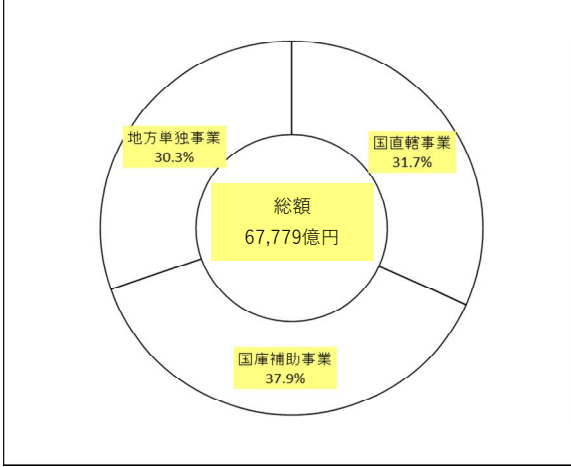 地方単独事業
30.3%
国直轄事業
31.7%
総額
67,779億円
国庫補助事業
37.9%